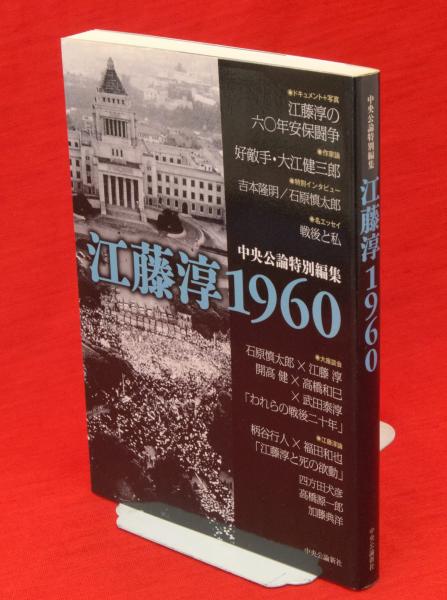 ●ドキュメント+写真
江藤淳の
六〇年安保闘争
●作家論
好敵手・大江健三郎
●特別インタビュー
吉本隆明/石原慎太郎
●名エッセイ
戦後と私
中央公論特別編集
江藤淳1960
●大座談会
石原慎太郎×江藤 淳
開高 健×高橋和巳
×武田泰淳
「われらの戦後二十年」
●江藤淳論
柄谷行人×福田和也
「江藤淳と死の欲動」
四方田犬彦
高橋源一郎
加藤典洋
中央公論新社
中央公論特別編集
江藤淳1960
中央公論新社